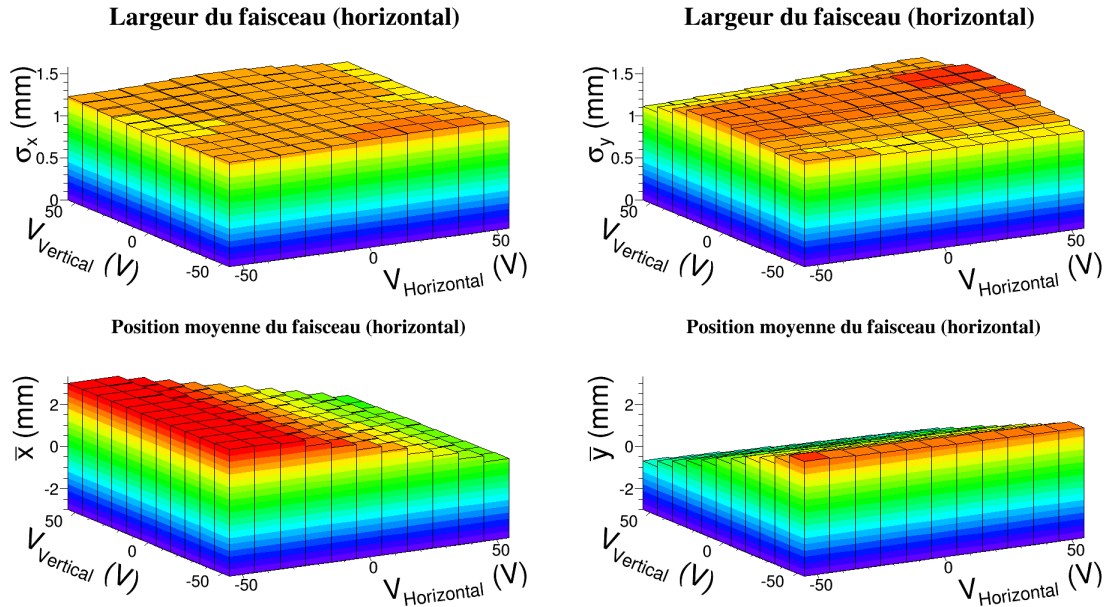 Largeur du faisceau (horizontal)
σx (mm)
1.5
1
0.5
0
50
0
-50
VVertical (V)
-50
0
50
VHorizontal (V)
Largeur du faisceau (horizontal)
σy (mm)
1.5
1
0.5
0
50
0
-50
VVertical (V)
-50
0
50
VHorizontal (V)
Position moyenne du faisceau (horizontal)
x̅ (mm)
2
0
-2
50
0
-50
VVertical (V)
-50
0
50
VHorizontal (V)
Position moyenne du faisceau (horizontal)
y̅ (mm)
2
0
-2
50
0
-50
VVertical (V)
-50
0
50
VHorizontal (V)